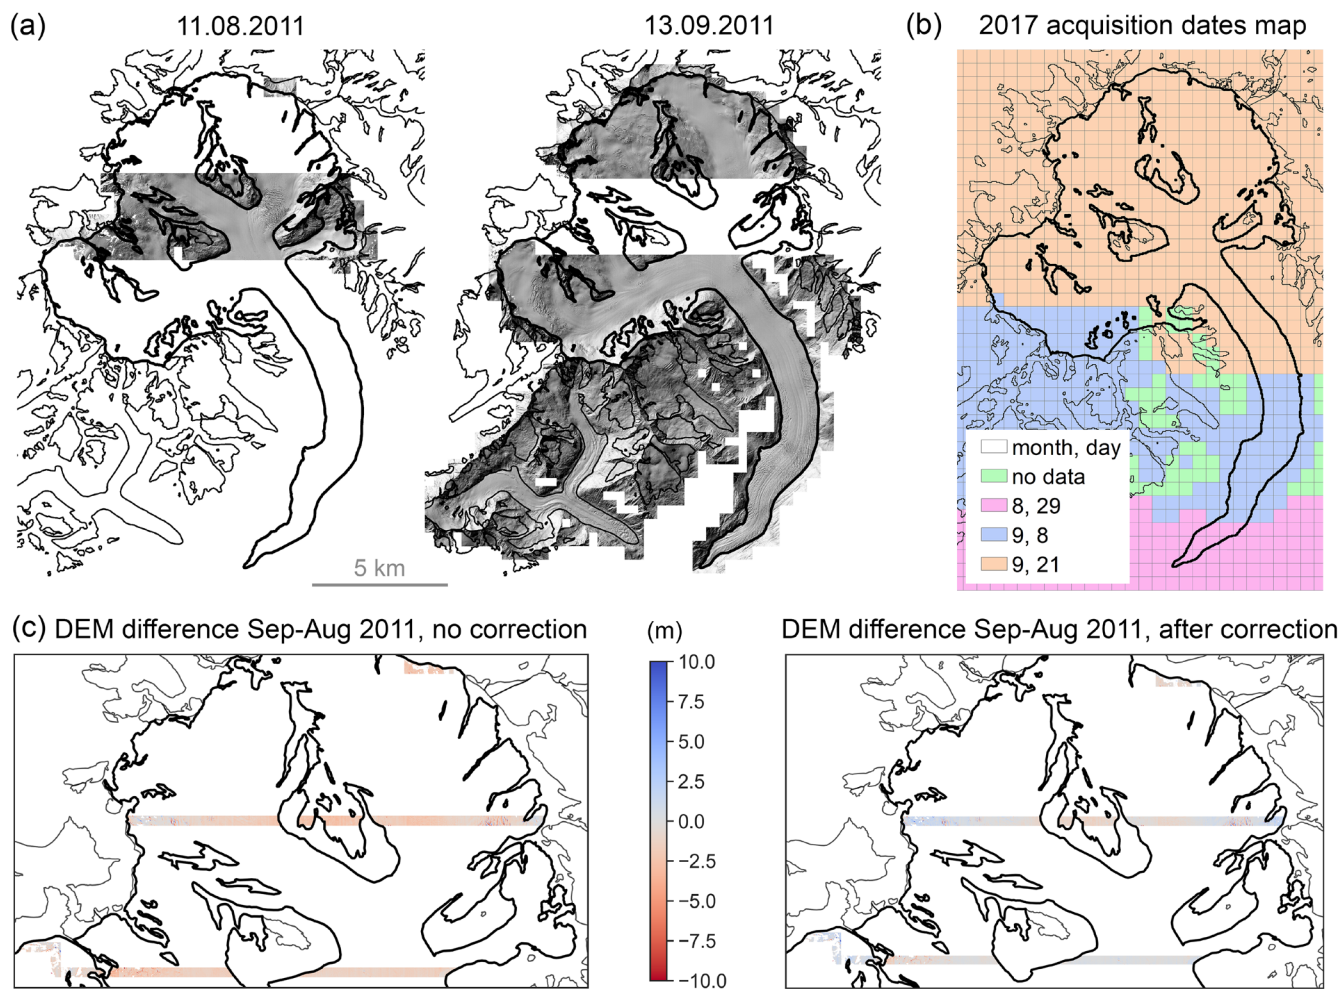 (a) 11.08.2011 13.09.2011 (b) 2017 acquisition dates map
month, day
no data
8, 29
9, 8
9, 21
5 km
(c) DEM difference Sep-Aug 2011, no correction (m) DEM difference Sep-Aug 2011, after correction
10.0
7.5
5.0
2.5
0.0
−2.5
−5.0
−7.5
−10.0